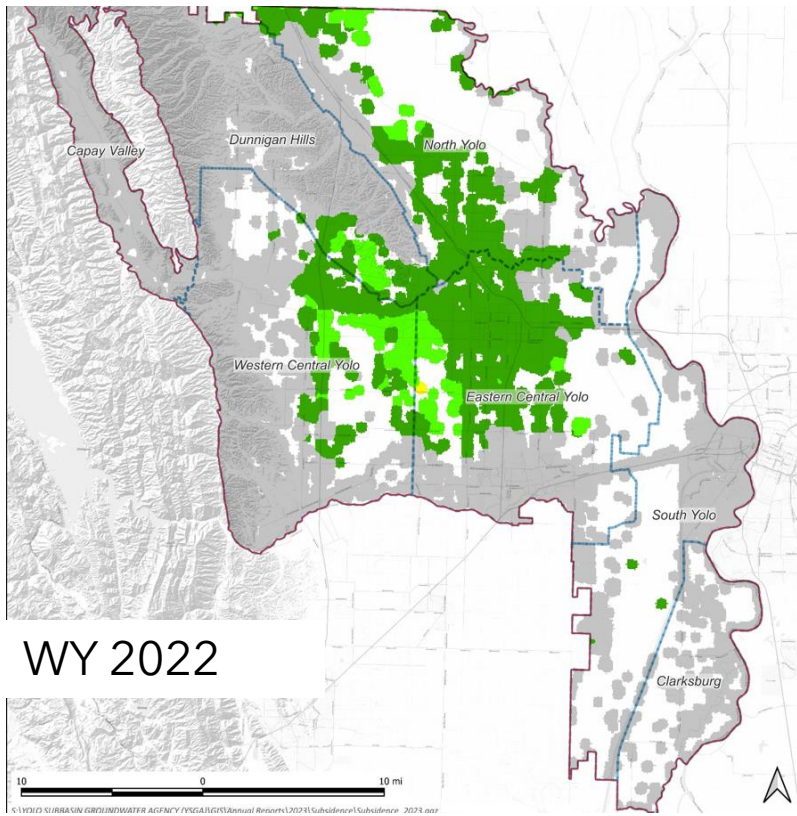 Capay Valley
Dunnigan Hills
North Yolo
Western Central Yolo
Eastern Central Yolo
South Yolo
WY 2022
Clarksburg
10 0 10 mi
S:\YOLO SUBBASIN GROUNDWATER AGENCY (YSGA)\GIS\Annual Reports\2023\Subsidence\Subsidence_2023.qgz